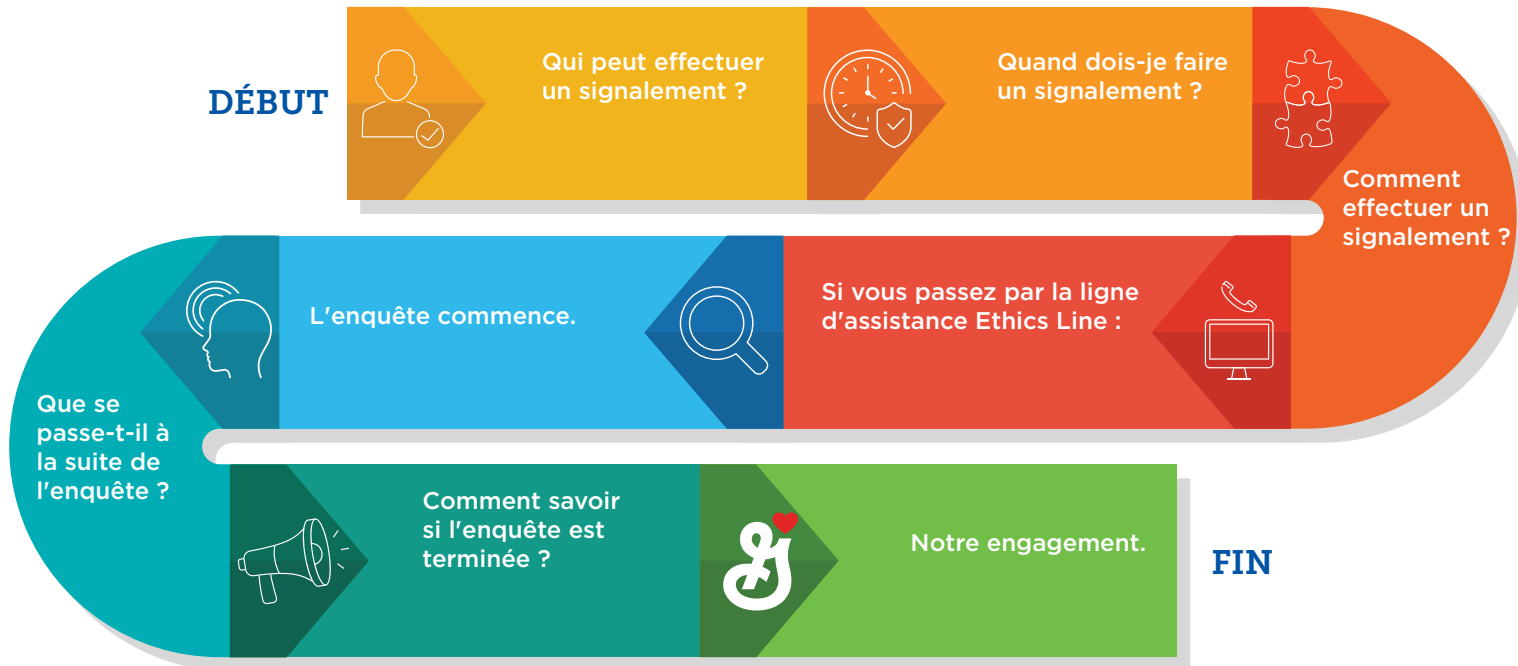 DÉBUT
Qui peut effectuer
un signalement ?
Quand dois-je faire
un signalement ?
Comment
effectuer un
signalement ?
Si vous passez par la ligne
d'assistance Ethics Line :
L'enquête commence.
Que se
passe-t-il à
la suite de
l'enquête ?
Comment savoir
si l'enquête est
terminée ?
Notre engagement.
FIN